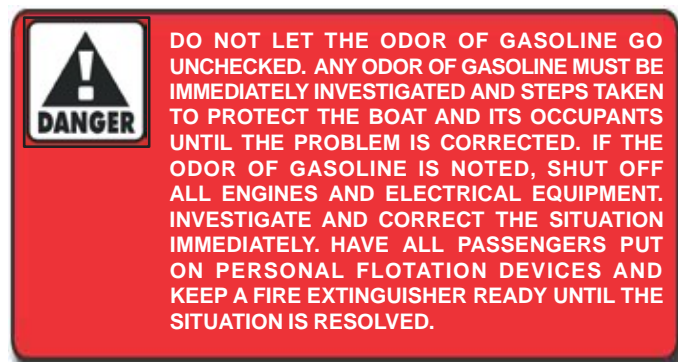 DANGER
DO NOT LET THE ODOR OF GASOLINE GO
UNCHECKED. ANY ODOR OF GASOLINE MUST BE
IMMEDIATELY INVESTIGATED AND STEPS TAKEN
TO PROTECT THE BOAT AND ITS OCCUPANTS
UNTIL THE PROBLEM IS CORRECTED. IF THE
ODOR OF GASOLINE IS NOTED, SHUT OFF
ALL ENGINES AND ELECTRICAL EQUIPMENT.
INVESTIGATE AND CORRECT THE SITUATION
IMMEDIATELY. HAVE ALL PASSENGERS PUT
ON PERSONAL FLOTATION DEVICES AND
KEEP A FIRE EXTINGUISHER READY UNTIL THE
SITUATION IS RESOLVED.